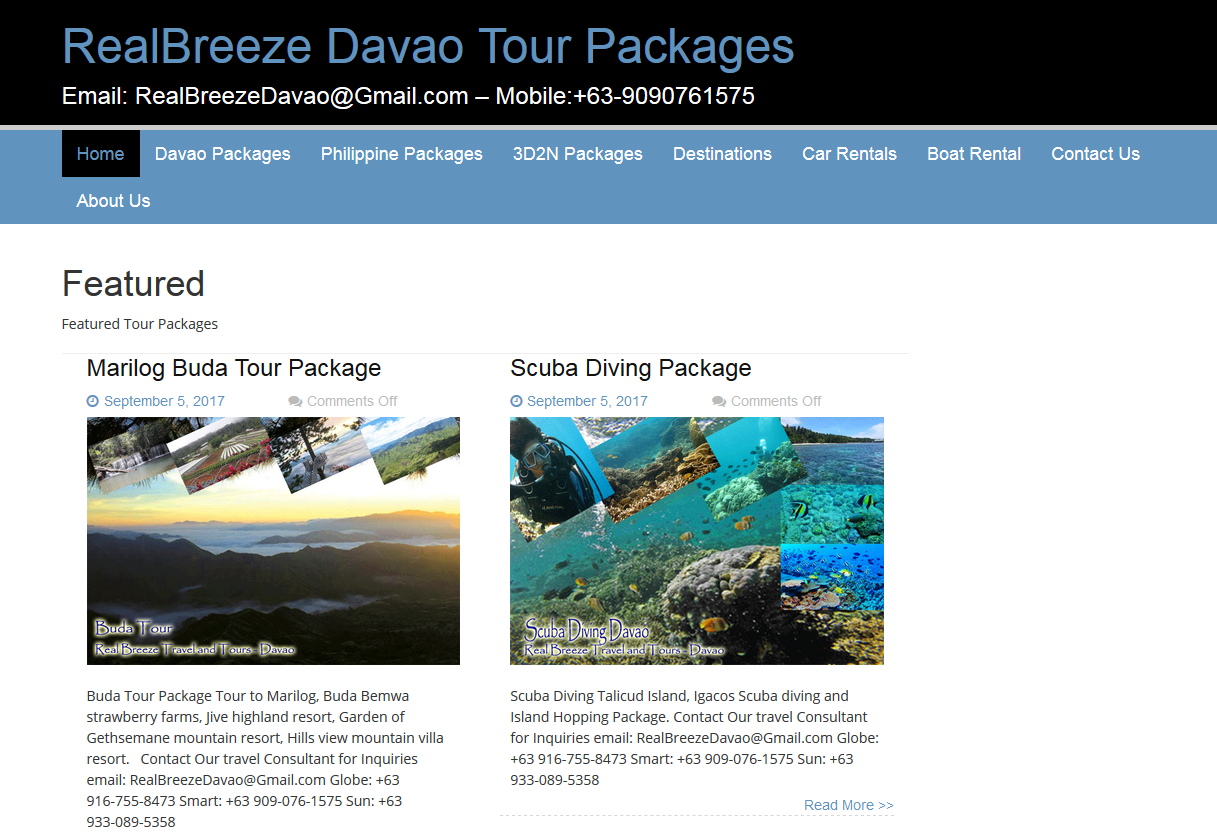 RealBreeze Davao Tour Packages
Email: RealBreezeDavao@Gmail.com – Mobile:+63-9090761575
Home Davao Packages Philippine Packages 3D2N Packages Destinations Car Rentals Boat Rental Contact Us
About Us
Featured
Featured Tour Packages
Marilog Buda Tour Package
September 5, 2017 Comments Off
Buda Tour
RealBreeze Travel and Tours - Davao
Buda Tour Package Tour to Marilog, Buda Bemwa
strawberry farms, Jive highland resort, Garden of
Gethsemane mountain resort, Hills view mountain villa
resort.   Contact Our travel Consultant for Inquiries
email: RealBreezeDavao@Gmail.com Globe: +63
916-755-8473 Smart: +63 909-076-1575 Sun: +63
933-089-5358
Scuba Diving Package
September 5, 2017 Comments Off
Scuba Diving Davao
RealBreeze Travel and Tours - Davao
Scuba Diving Talicud Island, Igacos Scuba diving and
Island Hopping Package. Contact Our travel Consultant
for Inquiries email: RealBreezeDavao@Gmail.com Globe:
+63 916-755-8473 Smart: +63 909-076-1575 Sun: +63
933-089-5358
Read More >>